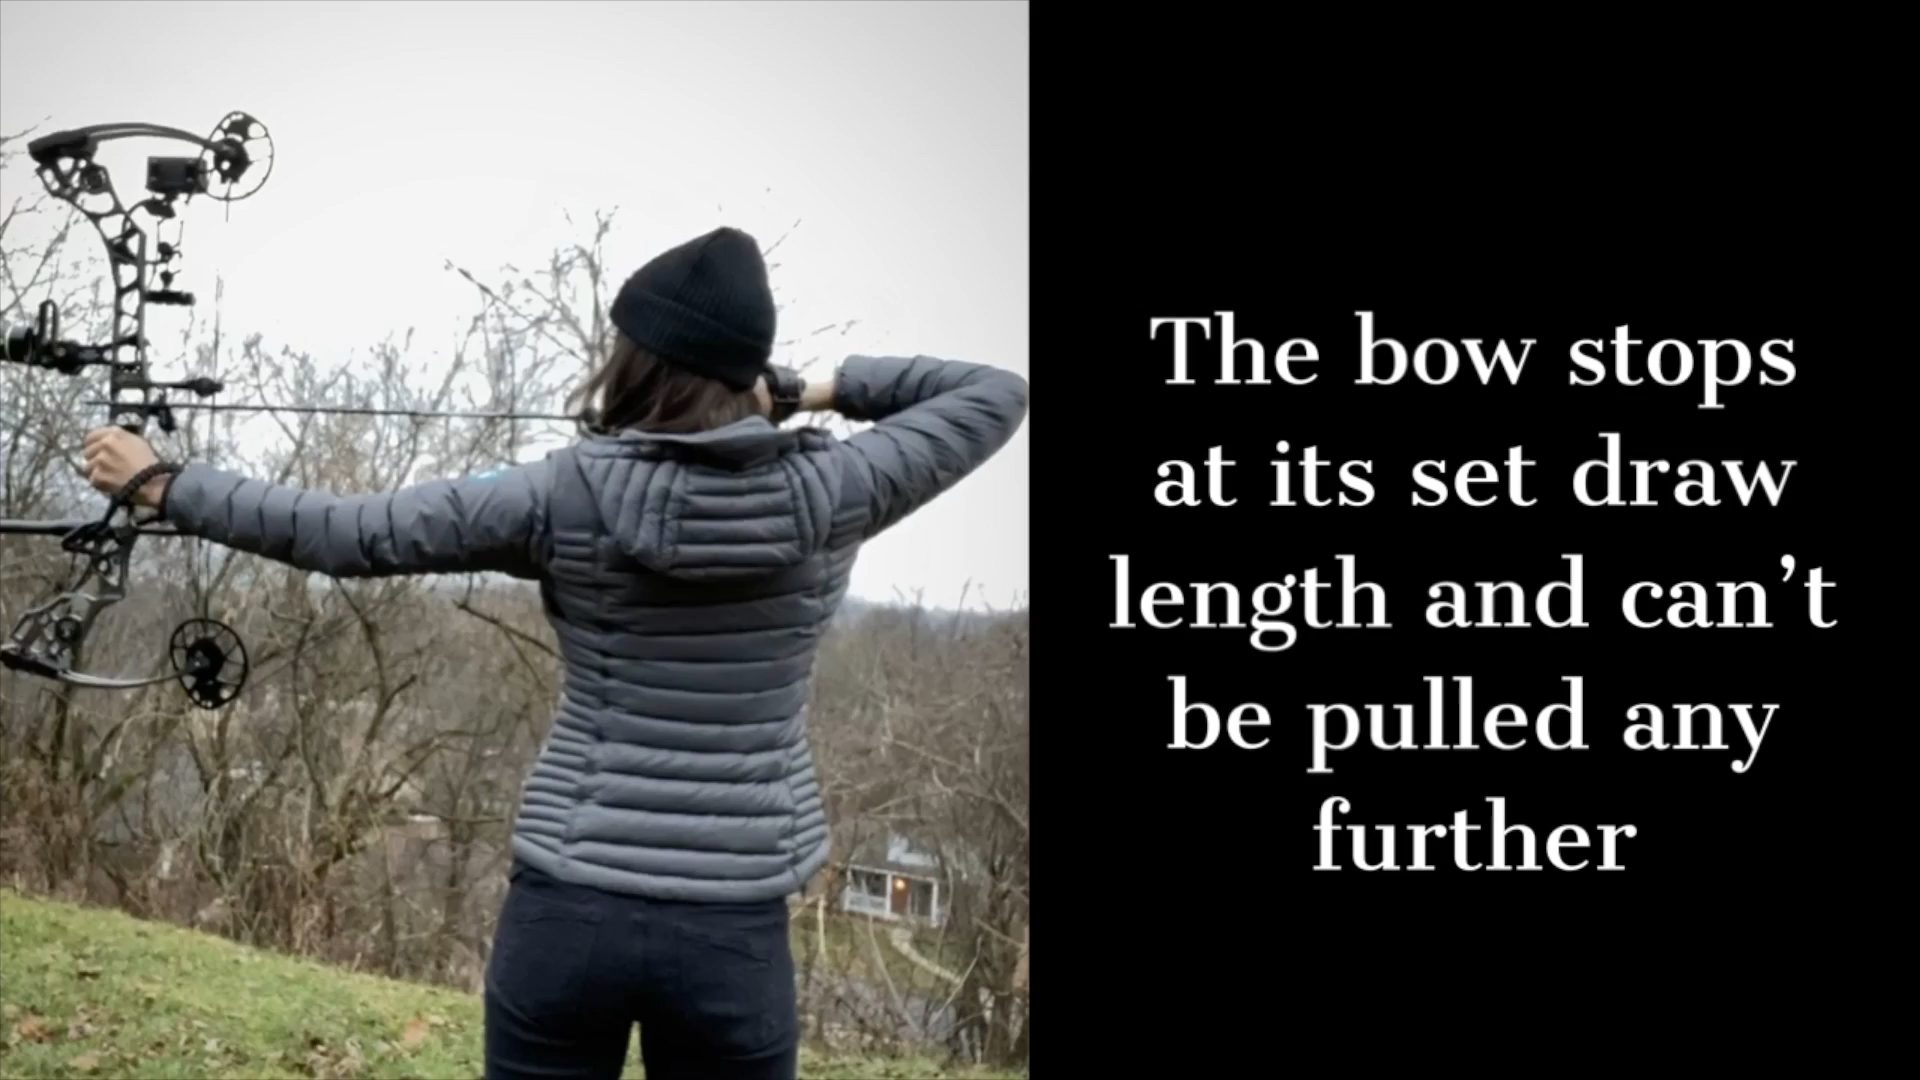 The bow stops
at its set draw
length and can’t
be pulled any
further